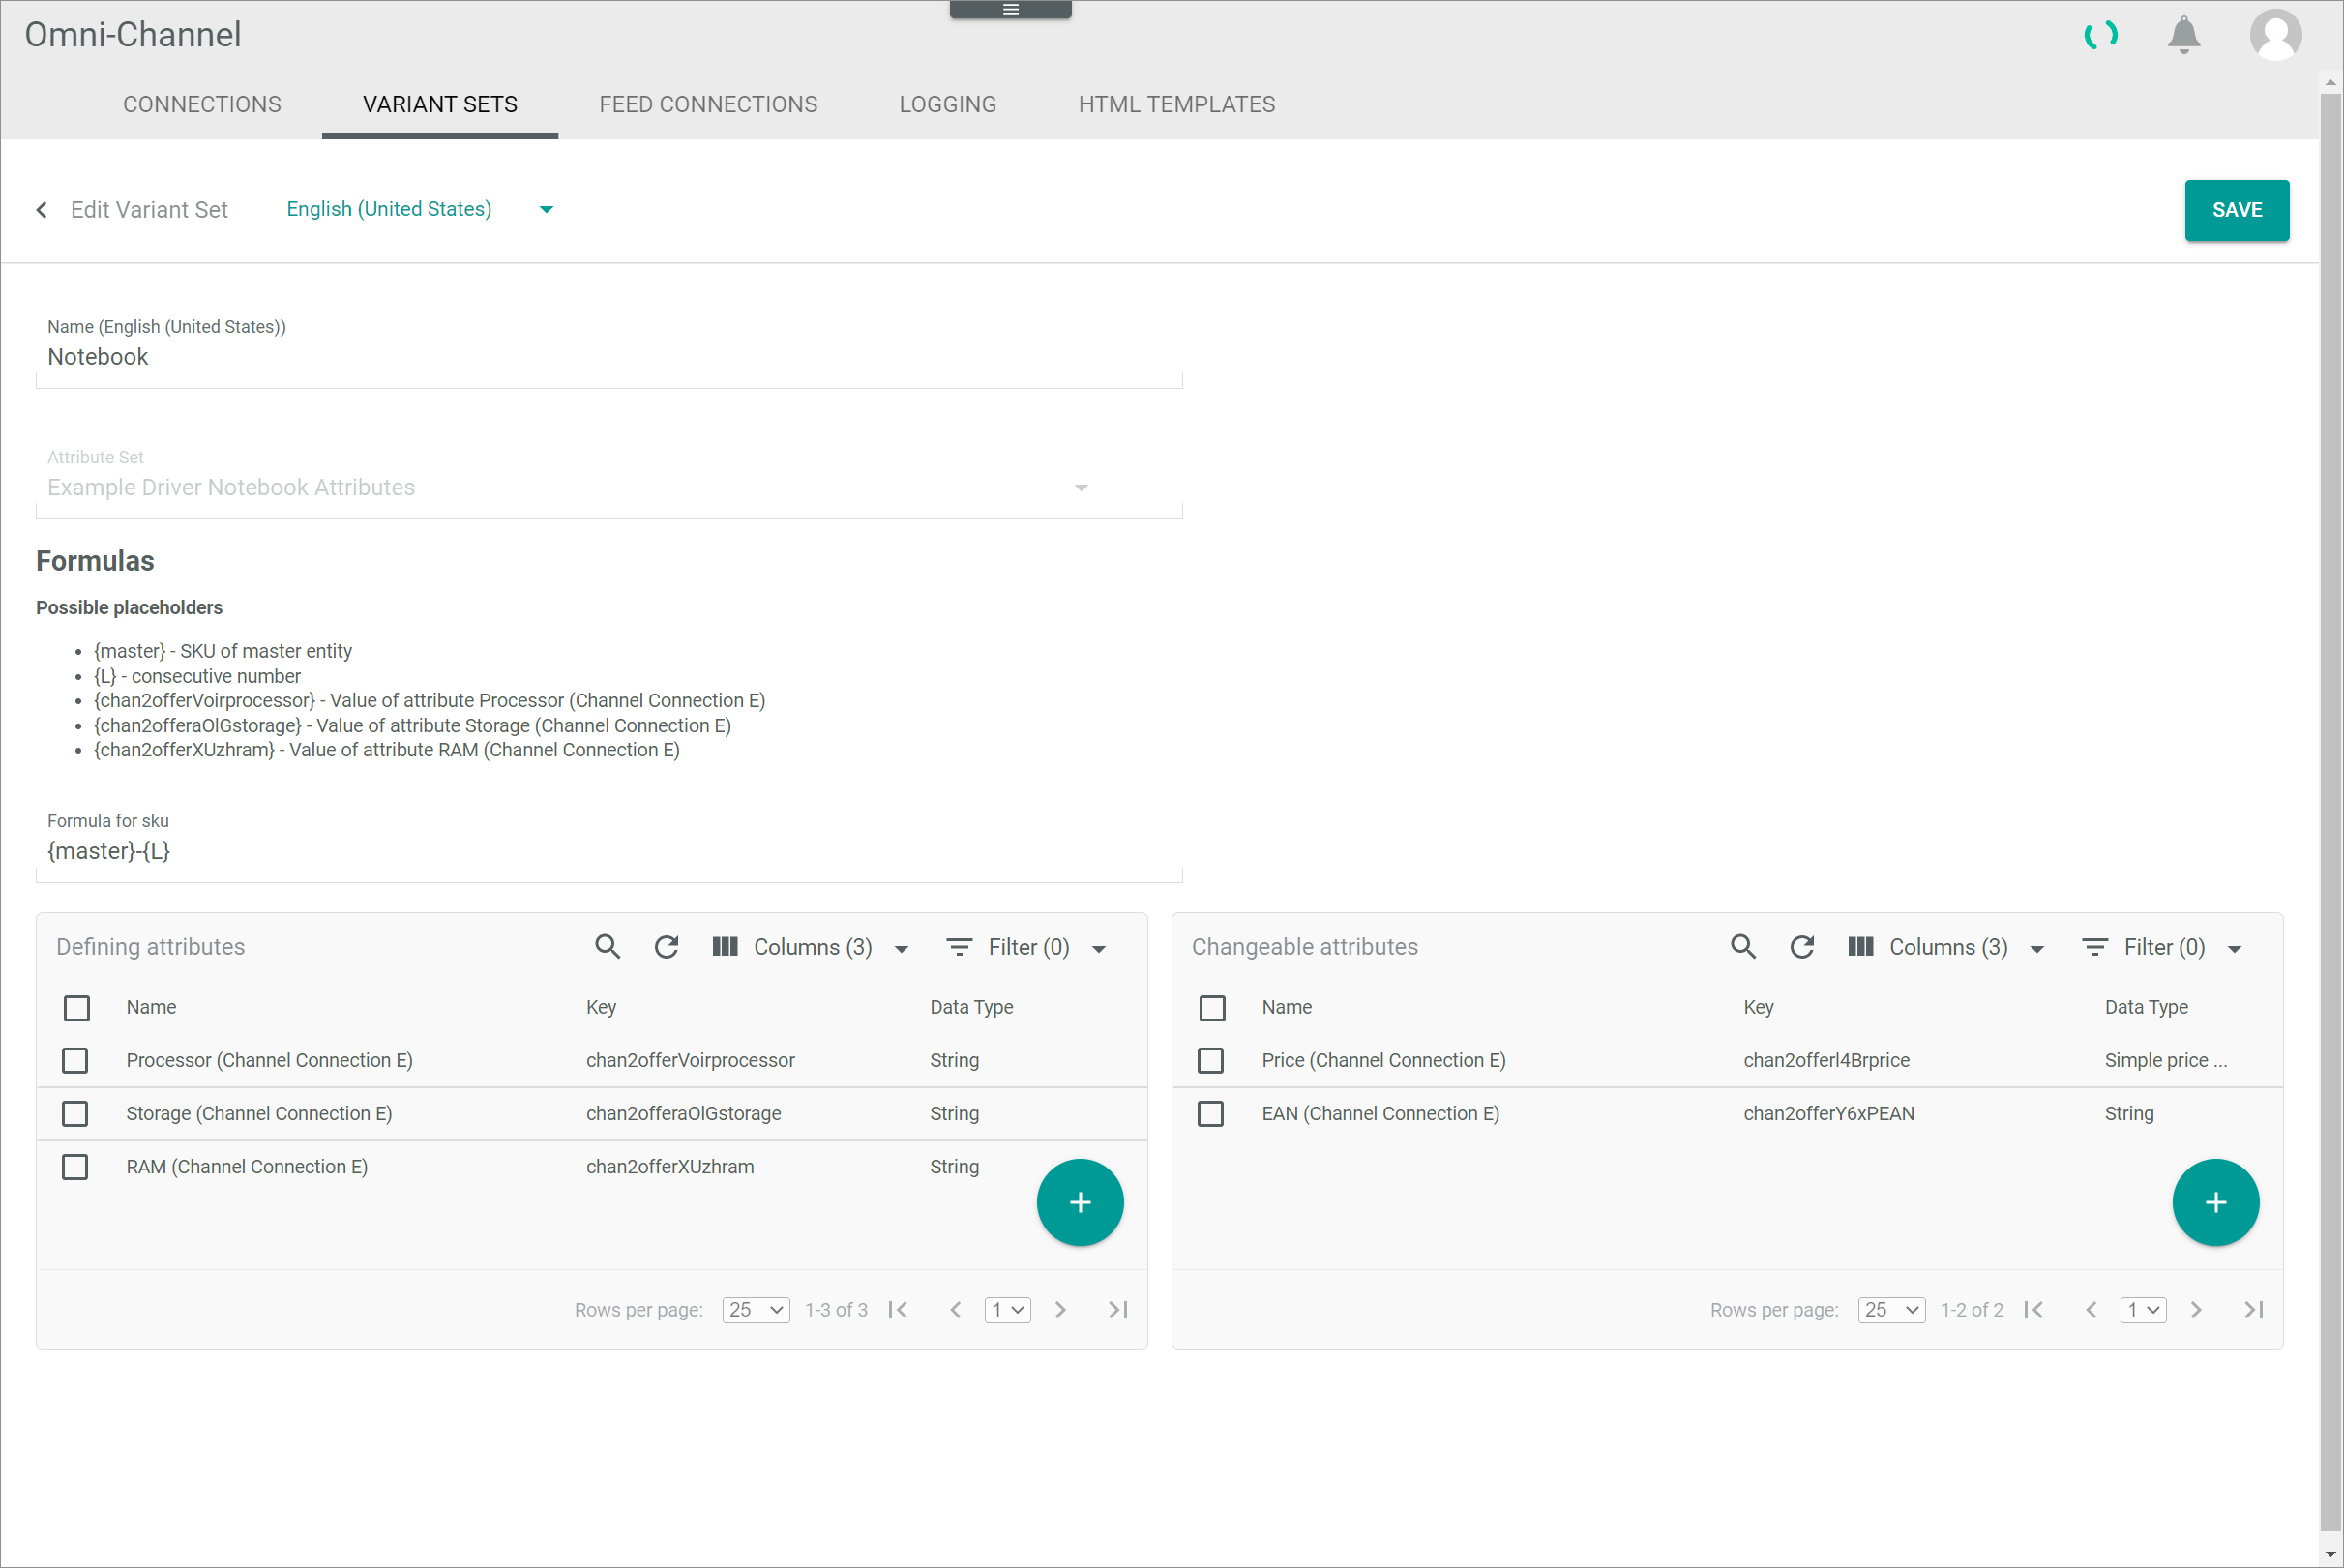 Omni-Channel
CONNECTIONS VARIANT SETS FEED CONNECTIONS LOGGING HTML TEMPLATES
Edit Variant Set English (United States) SAVE
Name (English (United States))
Notebook
Attribute Set
Example Driver Notebook Attributes
Formulas
Possible placeholders
• {master} - SKU of master entity
• {L} - consecutive number
• {chan2offerVoirprocessor} - Value of attribute Processor (Channel Connection E)
• {chan2offeraOlGstorage} - Value of attribute Storage (Channel Connection E)
• {chan2offerXUzhram} - Value of attribute RAM (Channel Connection E)
Formula for sku
{master}-{L}
Defining attributes Columns (3) Filter (0)
Name Key Data Type
Processor (Channel Connection E) chan2offerVoirprocessor String
Storage (Channel Connection E) chan2offeraOlGstorage String
RAM (Channel Connection E) chan2offerXUzhram String
Rows per page: 25 1-3 of 3 1
Changeable attributes Columns (3) Filter (0)
Name Key Data Type
Price (Channel Connection E) chan2offerl4Brprice Simple price ...
EAN (Channel Connection E) chan2offerY6xPEAN String
Rows per page: 25 1-2 of 2 1